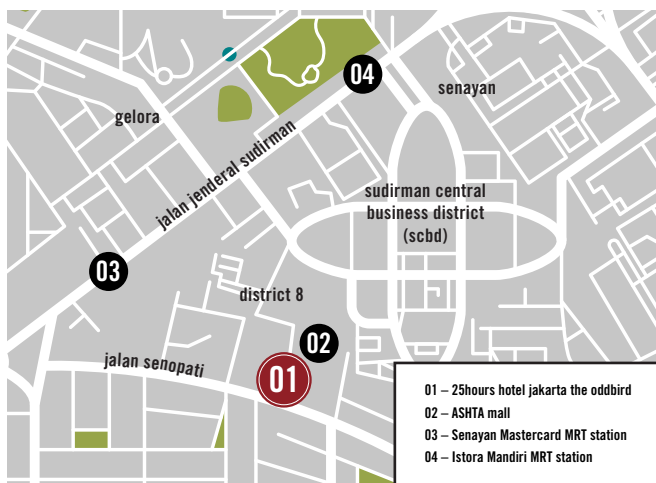 04
senayan
gelora
jalan jenderal sudirman
sudirman central
business district
(scbd)
03
district 8
02
jalan senopati
01
01 – 25hours hotel jakarta the oddbird
02 – ASHTA mall
03 – Senayan Mastercard MRT station
04 – Istora Mandiri MRT station